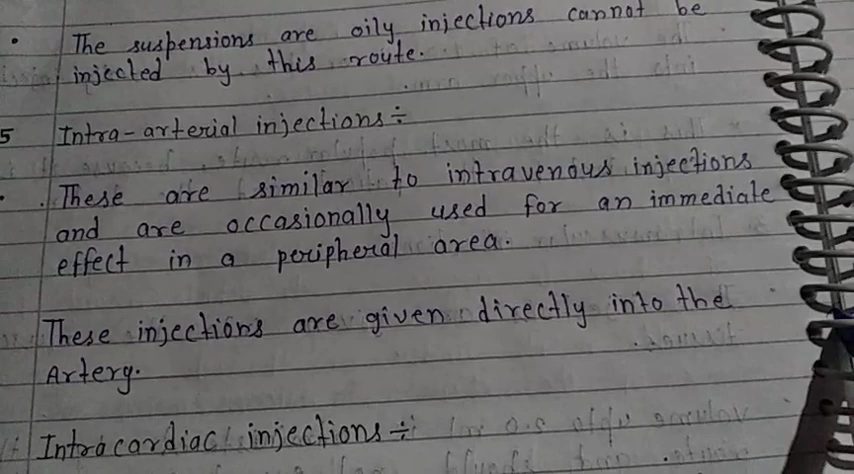 • The suspensions are oily injections cannot be
injected by this route.
5 Intra-arterial injections ÷
• These are similar to intravenous injections
and are occasionally used for an immediate
effect in a peripheral area.
These injections are given directly into the
Artery.
Intracardiac injections ÷